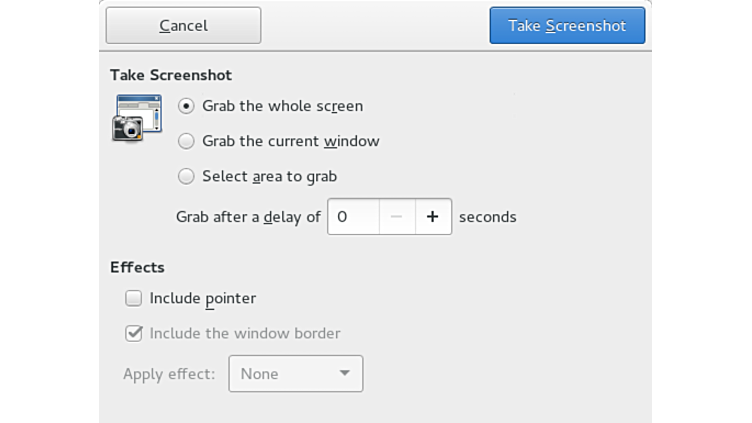 Cancel Take Screenshot
Take Screenshot
Grab the whole screen
Grab the current window
Select area to grab
Grab after a delay of 0 − + seconds
Effects
Include pointer
Include the window border
Apply effect: None